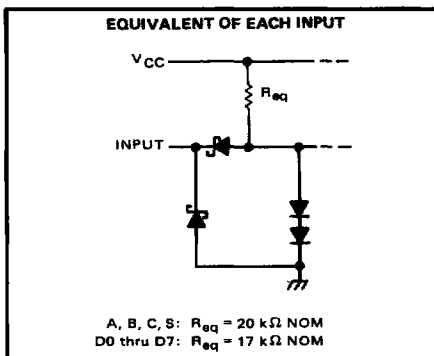 EQUIVALENT OF EACH INPUT
VCC
Req
INPUT
A, B, C, S: Req = 20 kΩ NOM
D0 thru D7: Req = 17 kΩ NOM